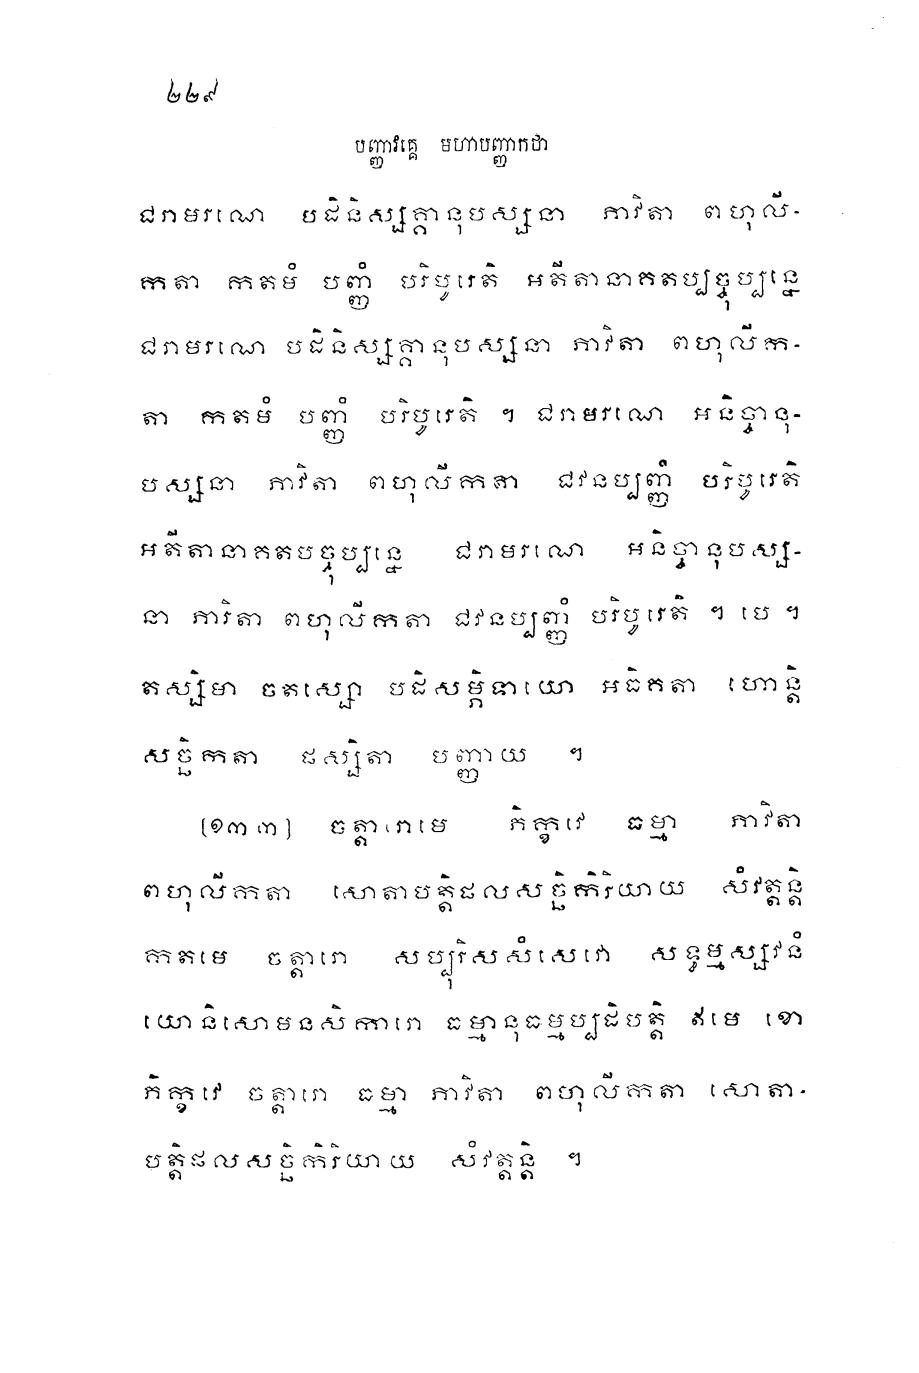 ២២៩
បញ្ញាវគ្គេ មហាបញ្ញាកថា
ជរាមរណេ បដិនិស្សគ្គានុបស្សនា ភាវិតា ពហុលី-
កតា កតមំ បញ្ញំ បរិបូរេតិ អតីតានាគតប្បច្ចុប្បន្នេ
ជរាមរណេ បដិនិស្សគ្គានុបស្សនា ភាវិតា ពហុលីក-
តា កតមំ បញ្ញំ បរិបូរេតិ ។ ជរាមរណេ អនិច្ចានុ-
បស្សនា ភាវិតា ពហុលីកតា ជវនប្បញ្ញំ បរិបូរេតិ
អតីតានាគតបច្ចុប្បន្នេ ជរាមរណេ អនិច្ចានុបស្ស-
នា ភាវិតា ពហុលីកតា ជវនប្បញ្ញំ បរិបូរេតិ ។ បេ ។
តស្សិមា ចតស្សោ បដិសម្ភិទាយោ អធិគតា ហោន្តិ
សច្ឆិកតា ផស្សិតា បញ្ញាយ ។
(១៣៣) ចត្តារោមេ ភិក្ខវេ ធម្មា ភាវិតា
ពហុលីកតា សោតាបត្តិផលសច្ឆិកិរិយាយ សំវត្តន្តិ
កតមេ ចត្តារោ សប្បុរិសសំសេវោ សទ្ធម្មស្សវនំ
យោនិសោមនសិការោ ធម្មានុធម្មប្បដិបត្តិ ឥមេ ខោ
ភិក្ខវេ ចត្តារោ ធម្មា ភាវិតា ពហុលីកតា សោតា-
បត្តិផលសច្ឆិកិរិយាយ សំវត្តន្តិ ។